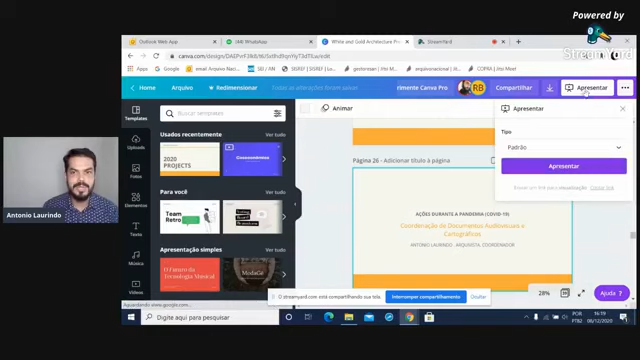 Powered by
StreamYard
Outlook Web App
(48) WhatsApp
White and Gold Architecture Pr
StreamYard
Home
Arquivo
Redimensionar
Todas as alterações foram salvas
rimente Canva Pro
RB
Compartilhar
Apresentar
Templates
Buscar templates
Animar
Apresentar
Tipo
Padrão
Apresentar
Usados recentemente
Ver tudo
2020
PROJECTS
Uploads
Fotos
Página 26 - Adicionar título à página
Para você
Ver tudo
Team
Retro
Elementos
AÇÕES DURANTE A PANDEMIA (COVID-19)
Coordenação de Documentos Audiovisuais e
Cartográficos
ANTONIO LAURINDO - ARQUIVISTA, COORDENADOR
Antonio Laurindo
Texto
Apresentação simples
Ver tudo
Música
O Futuro da
Tecnologia Musical
Vídeos
O streamyard.com está compartilhando sua tela.
Interromper compartilhamento
Ocultar
28%
Ajuda ?
Digite aqui para pesquisar
POR
PTB2
16:19
08/12/2020